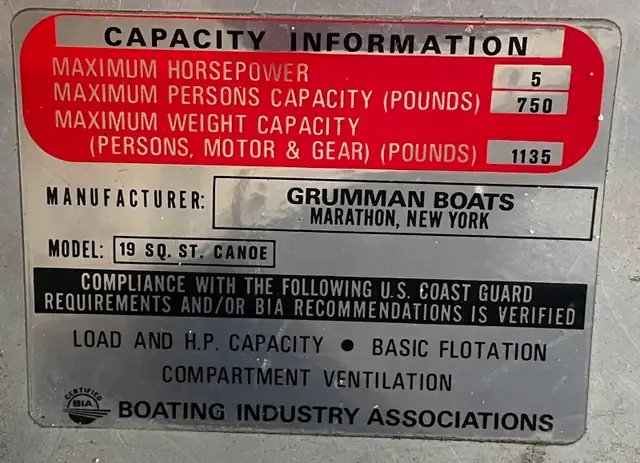 CAPACITY INFORMATION
MAXIMUM HORSEPOWER 5
MAXIMUM PERSONS CAPACITY (POUNDS) 750
MAXIMUM WEIGHT CAPACITY
(PERSONS, MOTOR & GEAR) (POUNDS) 1135
MANUFACTURER: GRUMMAN BOATS
MARATHON, NEW YORK
MODEL: 19 SQ. ST. CANOE
COMPLIANCE WITH THE FOLLOWING U.S. COAST GUARD
REQUIREMENTS AND/OR BIA RECOMMENDATIONS IS VERIFIED
LOAD AND H.P. CAPACITY • BASIC FLOTATION
COMPARTMENT VENTILATION
CERTIFIED
BIA
BOATING INDUSTRY ASSOCIATIONS